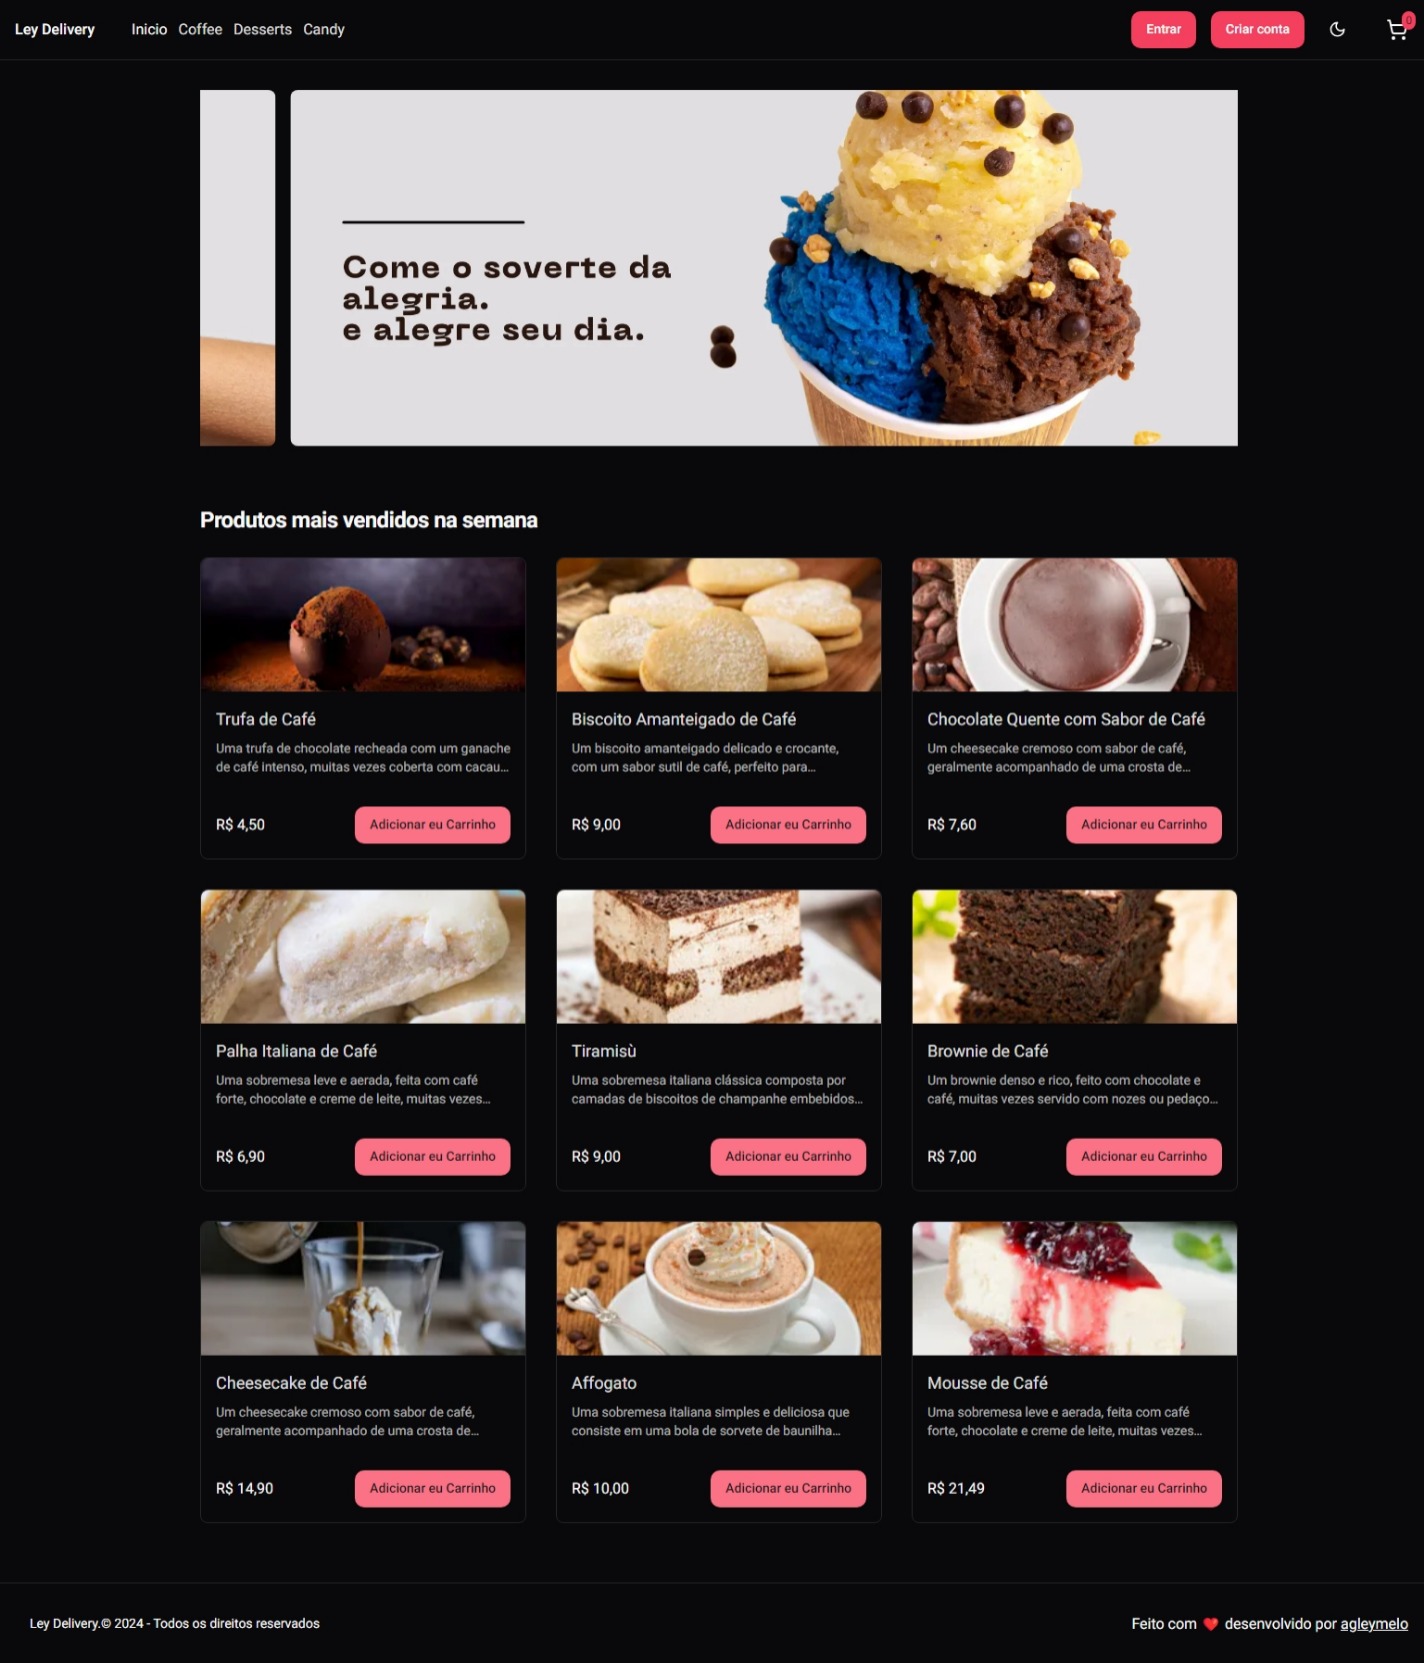 Ley Delivery
Inicio Coffee Desserts Candy
Entrar
Criar conta
0
Come o soverte da
alegria.
e alegre seu dia.
Produtos mais vendidos na semana
Trufa de Café
Uma trufa de chocolate recheada com um ganache
de café intenso, muitas vezes coberta com cacau...
R$ 4,50
Adicionar eu Carrinho
Biscoito Amanteigado de Café
Um biscoito amanteigado delicado e crocante,
com um sabor sutil de café, perfeito para...
R$ 9,00
Adicionar eu Carrinho
Chocolate Quente com Sabor de Café
Um cheesecake cremoso com sabor de café,
geralmente acompanhado de uma crosta de...
R$ 7,60
Adicionar eu Carrinho
Palha Italiana de Café
Uma sobremesa leve e aerada, feita com café
forte, chocolate e creme de leite, muitas vezes...
R$ 6,90
Adicionar eu Carrinho
Tiramisù
Uma sobremesa italiana clássica composta por
camadas de biscoitos de champanhe embebidos...
R$ 9,00
Adicionar eu Carrinho
Brownie de Café
Um brownie denso e rico, feito com chocolate e
café, muitas vezes servido com nozes ou pedaço...
R$ 7,00
Adicionar eu Carrinho
Cheesecake de Café
Um cheesecake cremoso com sabor de café,
geralmente acompanhado de uma crosta de...
R$ 14,90
Adicionar eu Carrinho
Affogato
Uma sobremesa italiana simples e deliciosa que
consiste em uma bola de sorvete de baunilha...
R$ 10,00
Adicionar eu Carrinho
Mousse de Café
Uma sobremesa leve e aerada, feita com café
forte, chocolate e creme de leite, muitas vezes...
R$ 21,49
Adicionar eu Carrinho
Ley Delivery.© 2024 - Todos os direitos reservados
Feito com ❤️ desenvolvido por agleymelo